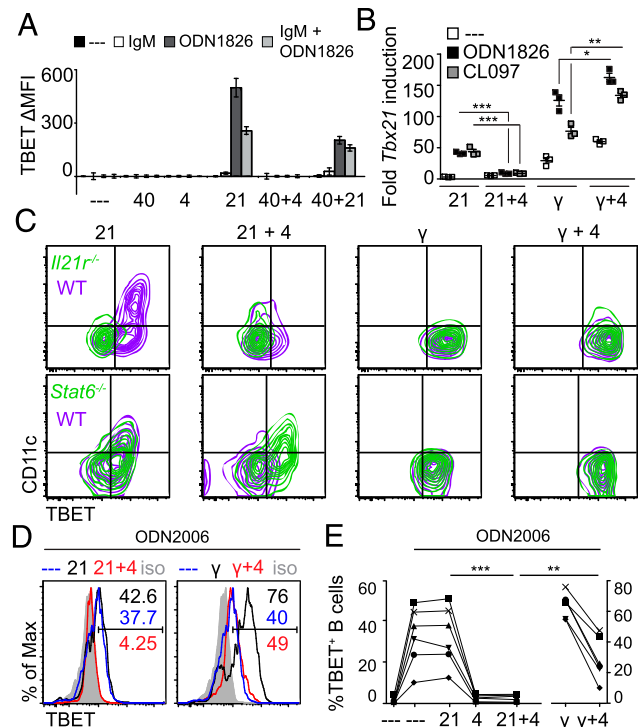 A
--- IgM ODN1826 IgM + ODN1826
TBET ΔMFI
600
300
0
--- 40 4 21 40+4 40+21
B
---
ODN1826
CL097
Fold Tbx21 induction
200
150
100
50
0
***
***
*
**
21 21+4 γ γ+4
C
21 21 + 4 γ γ + 4
Il21r-/-
WT
Stat6-/-
WT
CD11c
TBET
D
ODN2006
--- 21 21+4 iso
42.6
37.7
4.25
--- γ γ+4 iso
76
40
49
% of Max
TBET
E
ODN2006
*** **
%TBET+ B cells
60
40
20
0
80
60
40
20
0
--- --- 21 4 21+4 γ γ+4